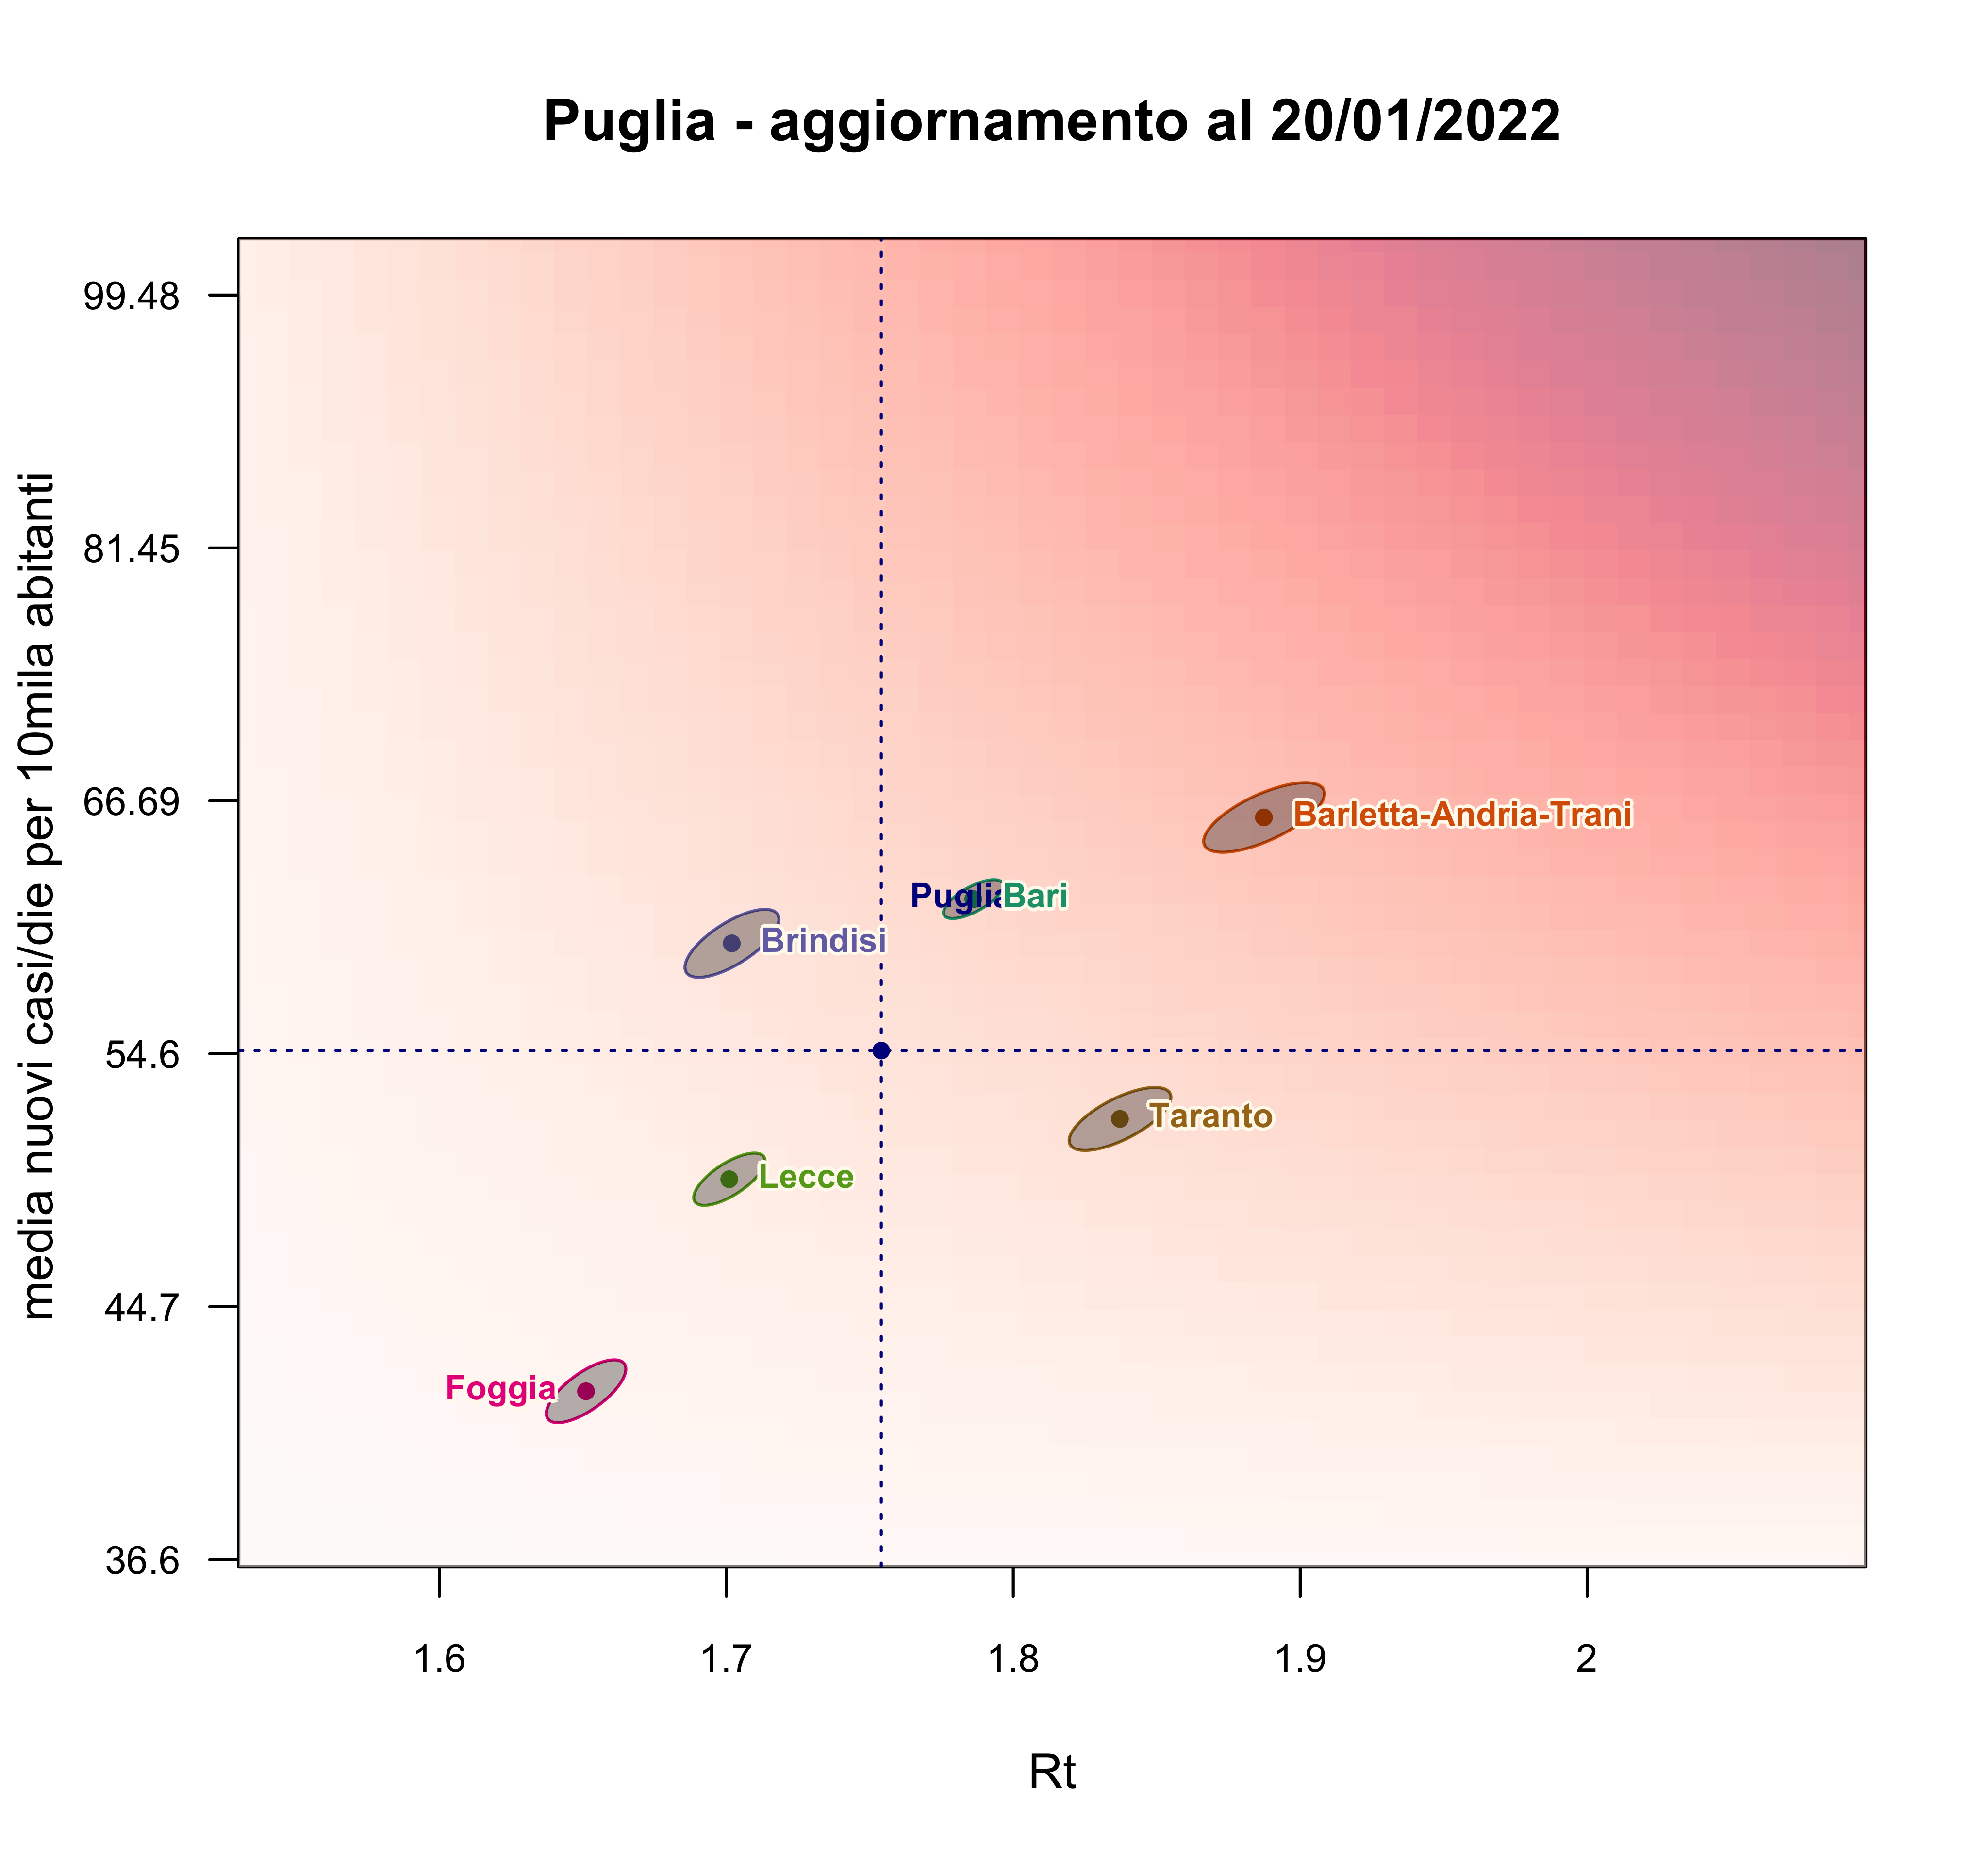 Puglia - aggiornamento al 20/01/2022
media nuovi casi/die per 10mila abitanti
99.48
81.45
66.69
54.6
44.7
36.6
Barletta-Andria-Trani
Puglia
Bari
Brindisi
Taranto
Lecce
Foggia
1.6 1.7 1.8 1.9 2
Rt